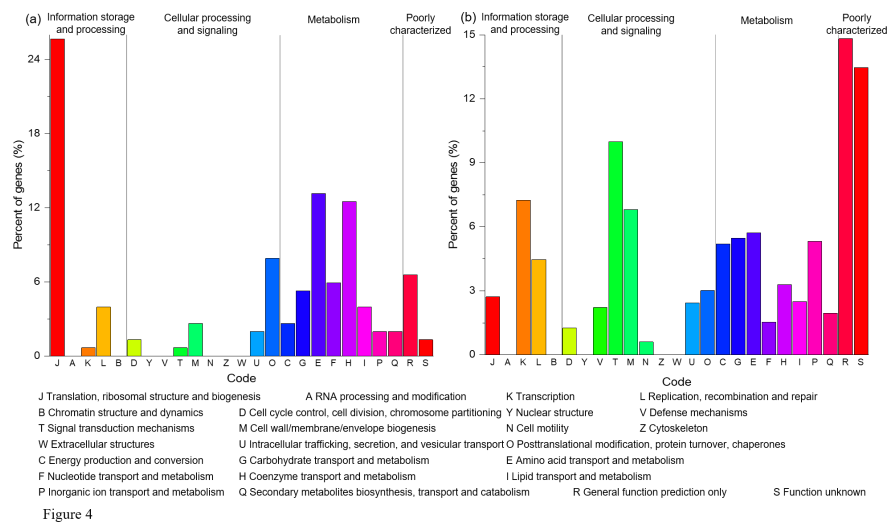 (a) Information storage and processing Cellular processing and signaling Metabolism Poorly characterized
24
18
12
6
0
Percent of genes (%)
J A K L B D Y V T M N Z W U O C G E F H I P Q R S
Code
(b) Information storage and processing Cellular processing and signaling Metabolism Poorly characterized
15
12
9
6
3
0
Percent of genes (%)
J A K L B D Y V T M N Z W U O C G E F H I P Q R S
Code
J Translation, ribosomal structure and biogenesis A RNA processing and modification K Transcription L Replication, recombination and repair
B Chromatin structure and dynamics D Cell cycle control, cell division, chromosome partitioning Y Nuclear structure V Defense mechanisms
T Signal transduction mechanisms M Cell wall/membrane/envelope biogenesis N Cell motility Z Cytoskeleton
W Extracellular structures U Intracellular trafficking, secretion, and vesicular transport O Posttranslational modification, protein turnover, chaperones
C Energy production and conversion G Carbohydrate transport and metabolism E Amino acid transport and metabolism
F Nucleotide transport and metabolism H Coenzyme transport and metabolism I Lipid transport and metabolism
P Inorganic ion transport and metabolism Q Secondary metabolites biosynthesis, transport and catabolism R General function prediction only S Function unknown
Figure 4